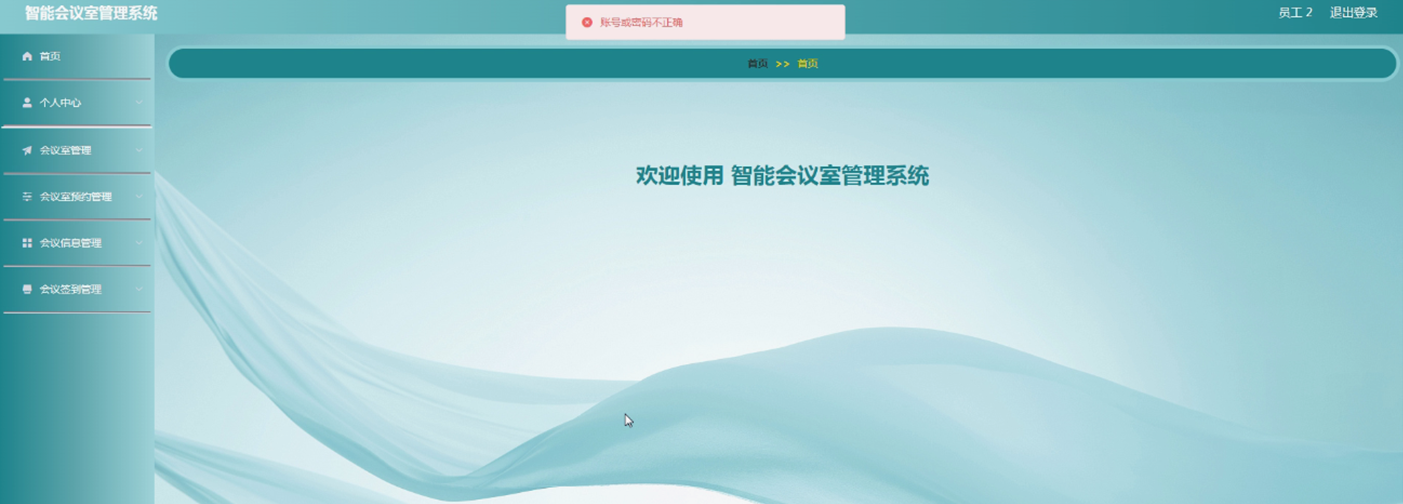 智能会议室管理系统
账号或密码不正确
员工 2 退出登录
首页
首页 >> 首页
个人中心
会议室管理
欢迎使用 智能会议室管理系统
会议室预约管理
会议信息管理
会议签到管理